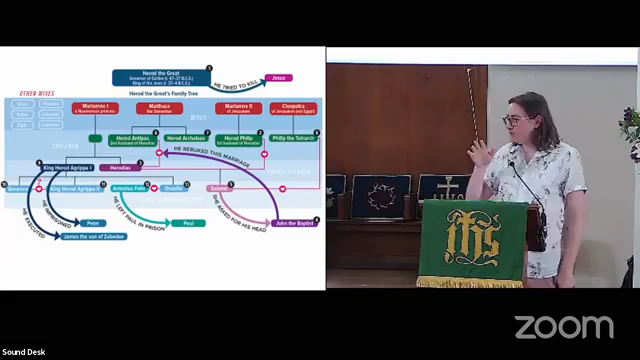 Herod the Great
Governor of Galilee (c. 47–37 B.C.E.)
King of the Jews (c. 37–4 B.C.E.)
HE TRIED TO KILL
Jesus
Herod the Great's Family Tree
OTHER WIVES
Doris
Phaedra
Pallas
Elpis
Mariamne I
a Hasmonean princess
Malthace
the Samaritan
Mariamne II
of Jerusalem
Cleopatra
of Jerusalem (not Egypt)
WIVES
CHILDREN
Herod Antipas
2nd husband of Herodias
Herod Archelaus
Herod Philip
1st husband of Herodias
Philip the Tetrarch
HE REBUKED THIS MARRIAGE
King Herod Agrippa I
Herodias
Berenice
King Herod Agrippa II
Antonius Felix
Drusilla
Salome
HE EXECUTED
HE IMPRISONED
HE LEFT PAUL IN PRISON
SHE ASKED FOR HIS HEAD
Peter
Paul
John the Baptist
James the son of Zebedee
ihs
zoom
Sound Desk